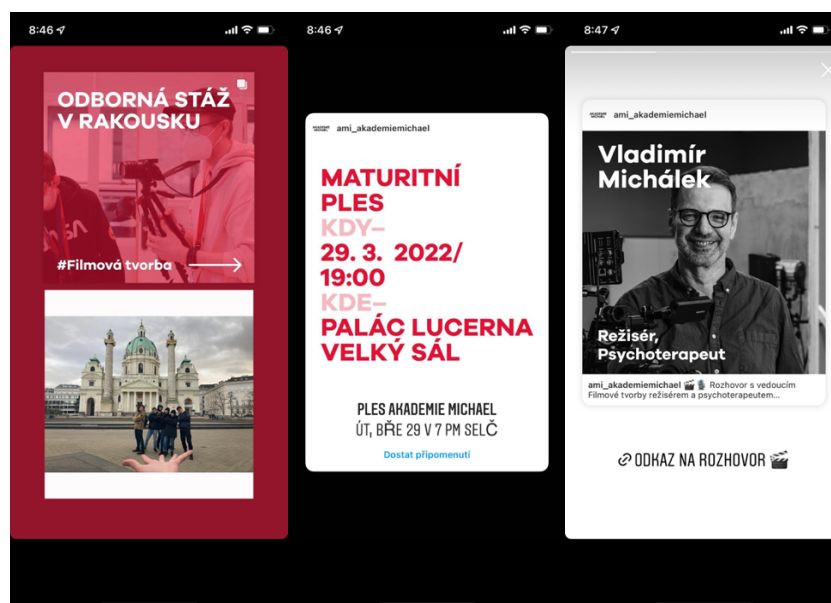 8:46
ODBORNÁ STÁŽ
V RAKOUSKU
#Filmová tvorba
8:46
ami_akademiemichael
MATURITNÍ
PLES
KDY–
29. 3. 2022/
19:00
KDE–
PALÁC LUCERNA
VELKÝ SÁL
PLES AKADEMIE MICHAEL
ÚT, BŘE 29 V 7 PM SELČ
Dostat připomenutí
8:47
ami_akademiemichael
Vladimír
Michálek
Režisér,
Psychoterapeut
ami_akademiemichael 🎬🎙️ Rozhovor s vedoucím
Filmové tvorby režisérem a psychoterapeutem...
ODKAZ NA ROZHOVOR 🎬